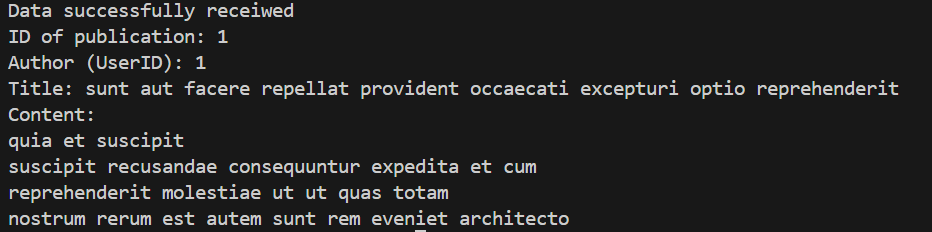 Data successfully receiwed
ID of publication: 1
Author (UserID): 1
Title: sunt aut facere repellat provident occaecati excepturi optio reprehenderit
Content:
quia et suscipit
suscipit recusandae consequuntur expedita et cum
reprehenderit molestiae ut ut quas totam
nostrum rerum est autem sunt rem eveniet architecto